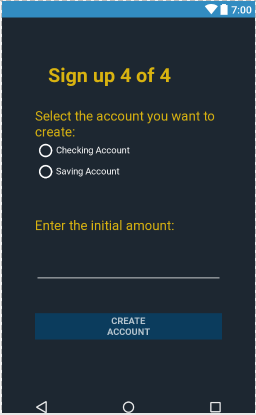 7:00
Sign up 4 of 4
Select the account you want to
create:
Checking Account
Saving Account
Enter the initial amount:
CREATE
ACCOUNT